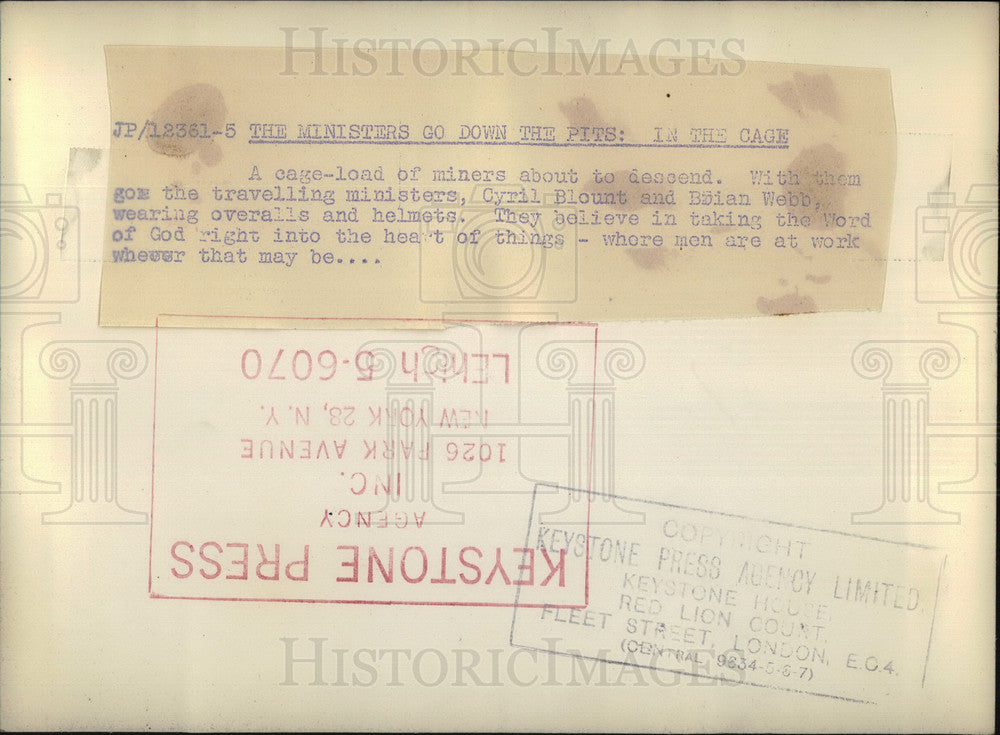 HISTORICIMAGES
JP/12361-5 THE MINISTERS GO DOWN THE PITS: IN THE CAGE
A cage-load of miners about to descend. With them
goes the travelling ministers, Cyril Blount and Brian Webb,
wearing overalls and helmets. They believe in taking the Word
of God right into the heart of things - where men are at work
whever that may be....
KEYSTONE PRESS
AGENCY
INC.
1026 PARK AVENUE
NEW YORK 28, N.Y.
LEhigh 5-6070
COPYRIGHT
KEYSTONE PRESS AGENCY LIMITED.
KEYSTONE HOUSE,
RED LION COURT,
FLEET STREET, LONDON, E.C.4.
(CENTRAL 9634-5-6-7)
HISTORICIMAGES